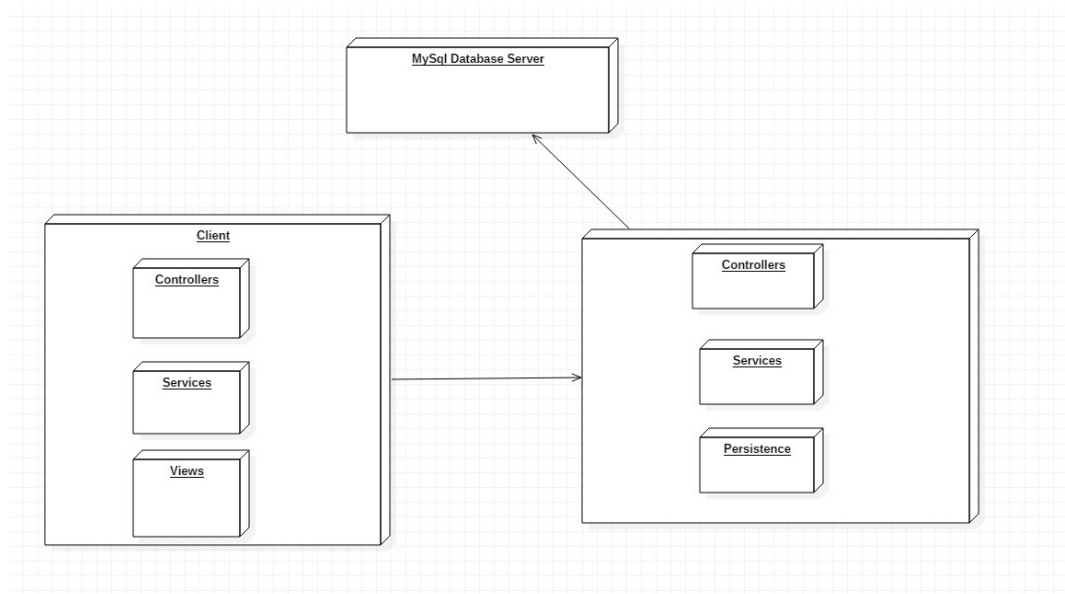 MySql Database Server
Client
Controllers
Services
Views
Controllers
Services
Persistence